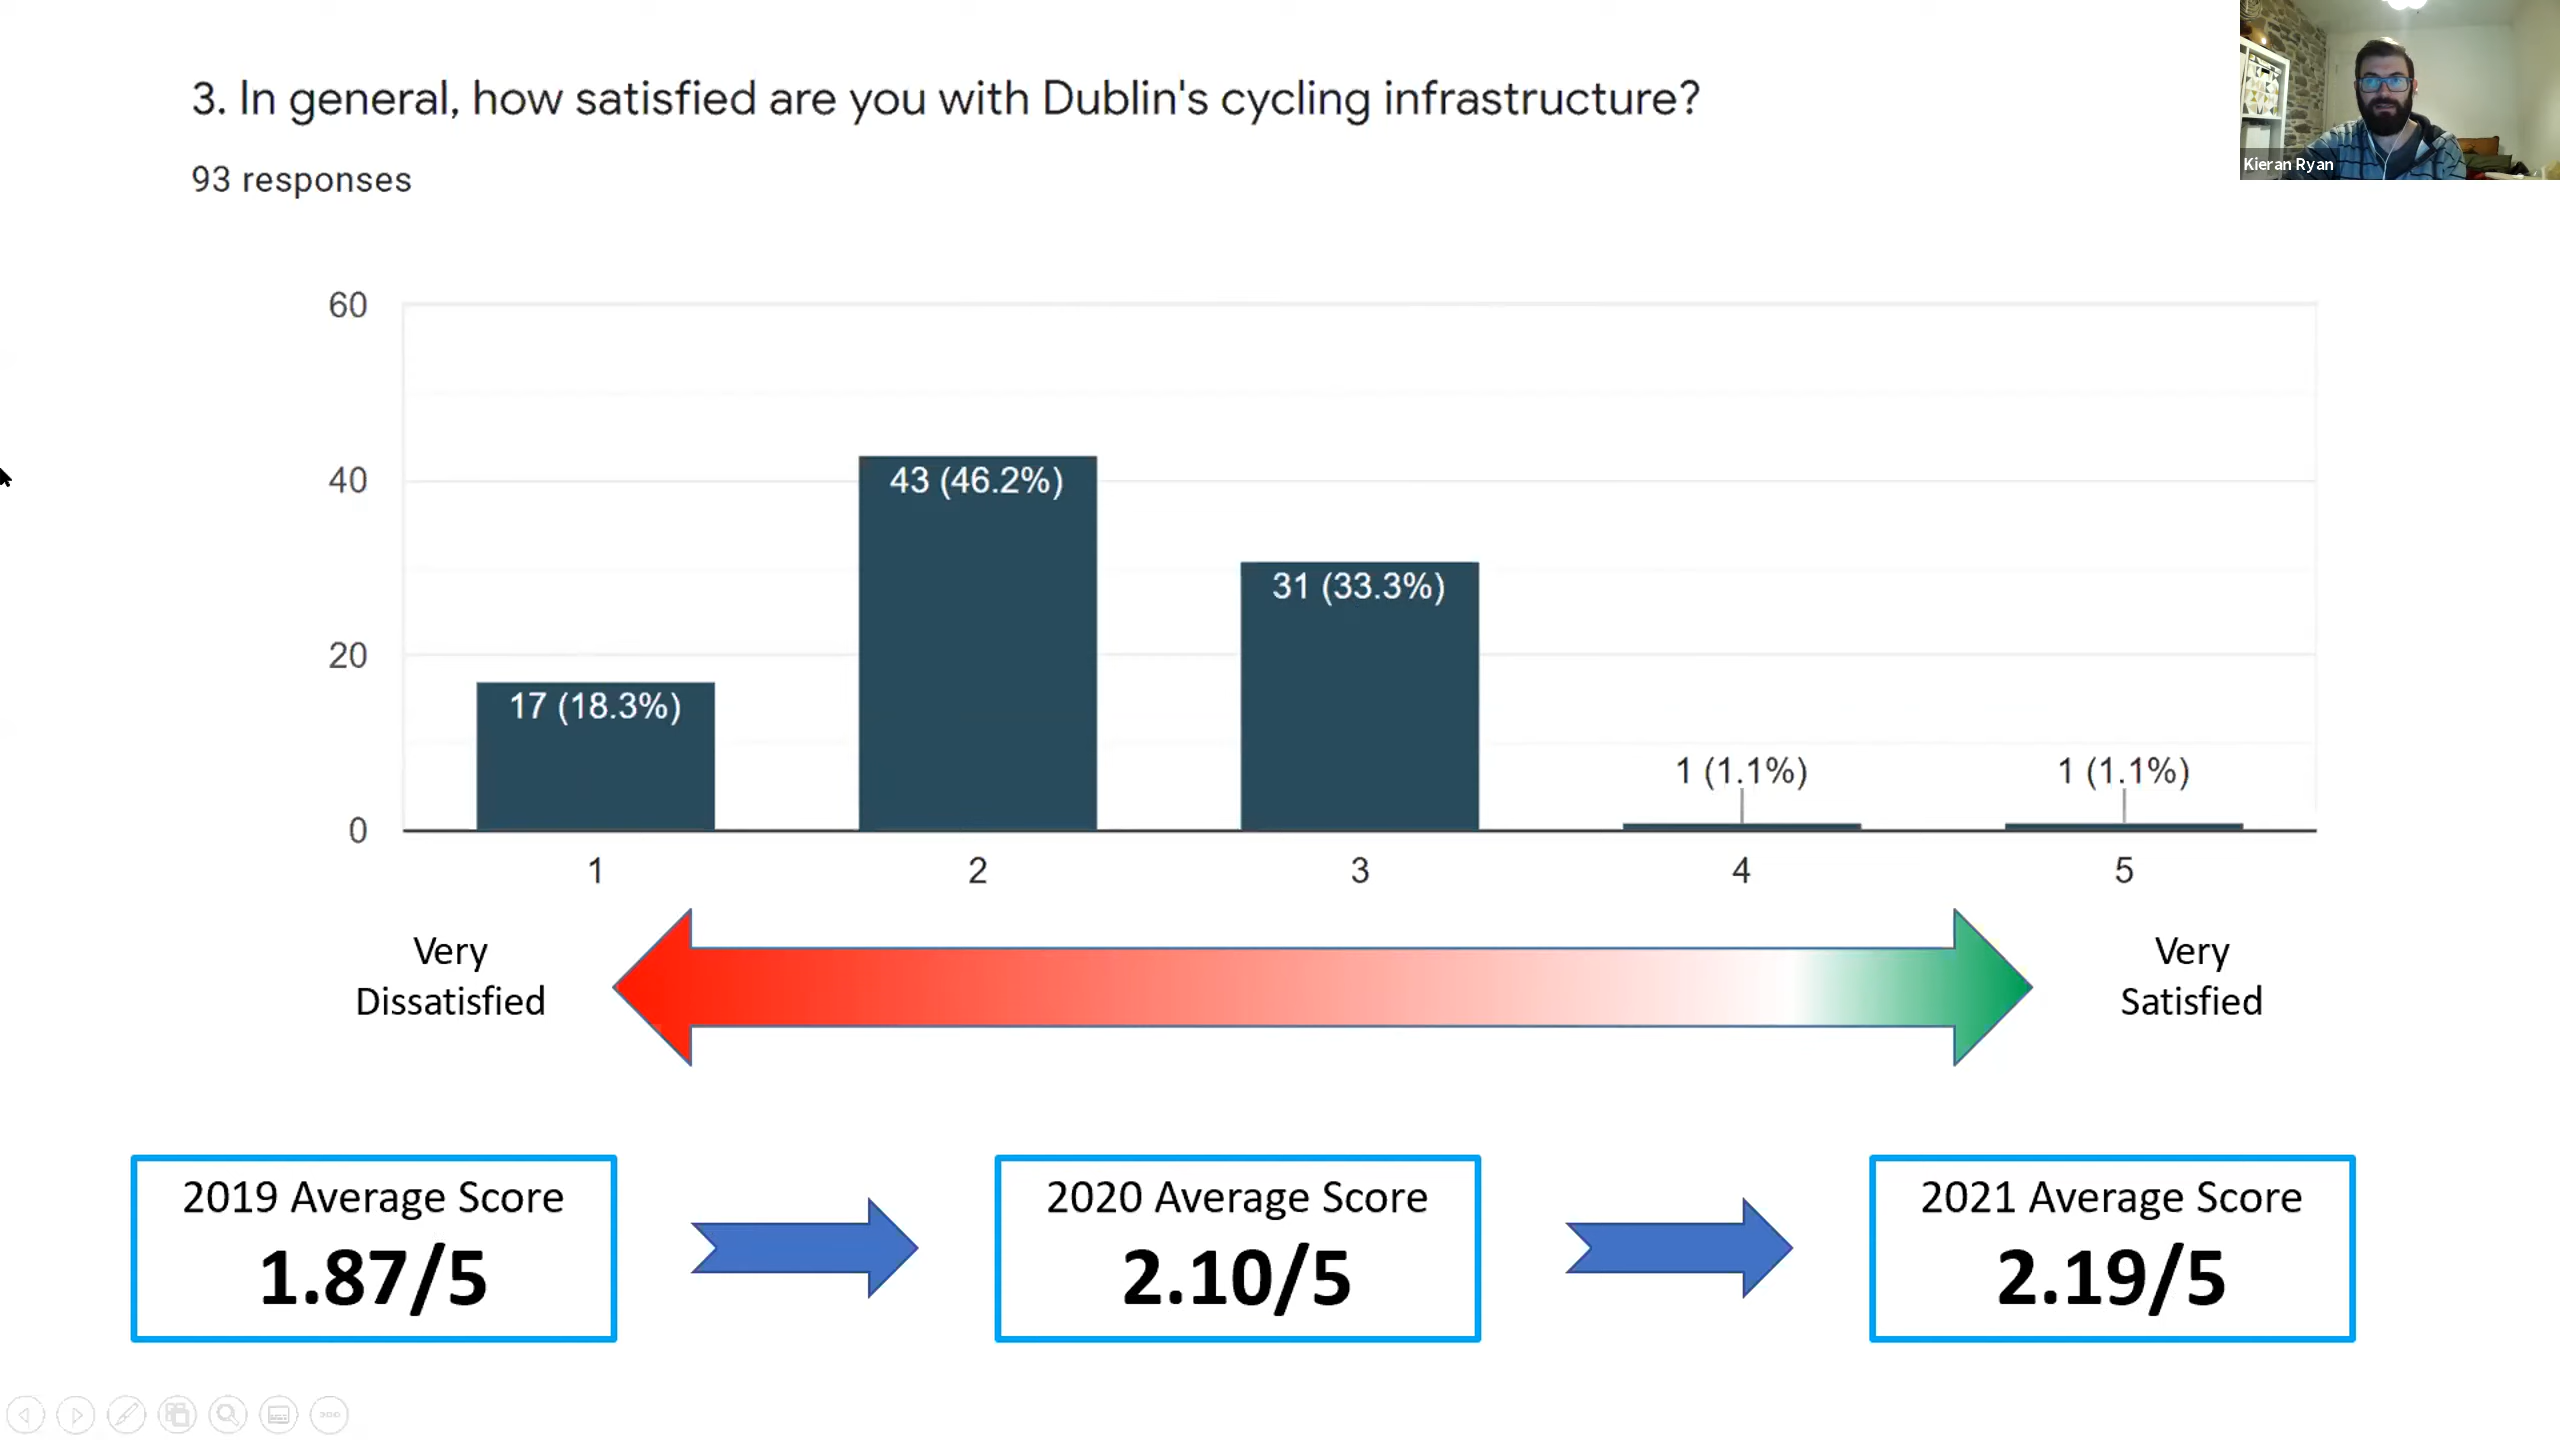 3. In general, how satisfied are you with Dublin's cycling infrastructure?
93 responses
Kieran Ryan
60
40
20
0
17 (18.3%)
43 (46.2%)
31 (33.3%)
1 (1.1%)
1 (1.1%)
1
2
3
4
5
Very
Dissatisfied
Very
Satisfied
2019 Average Score
1.87/5
2020 Average Score
2.10/5
2021 Average Score
2.19/5